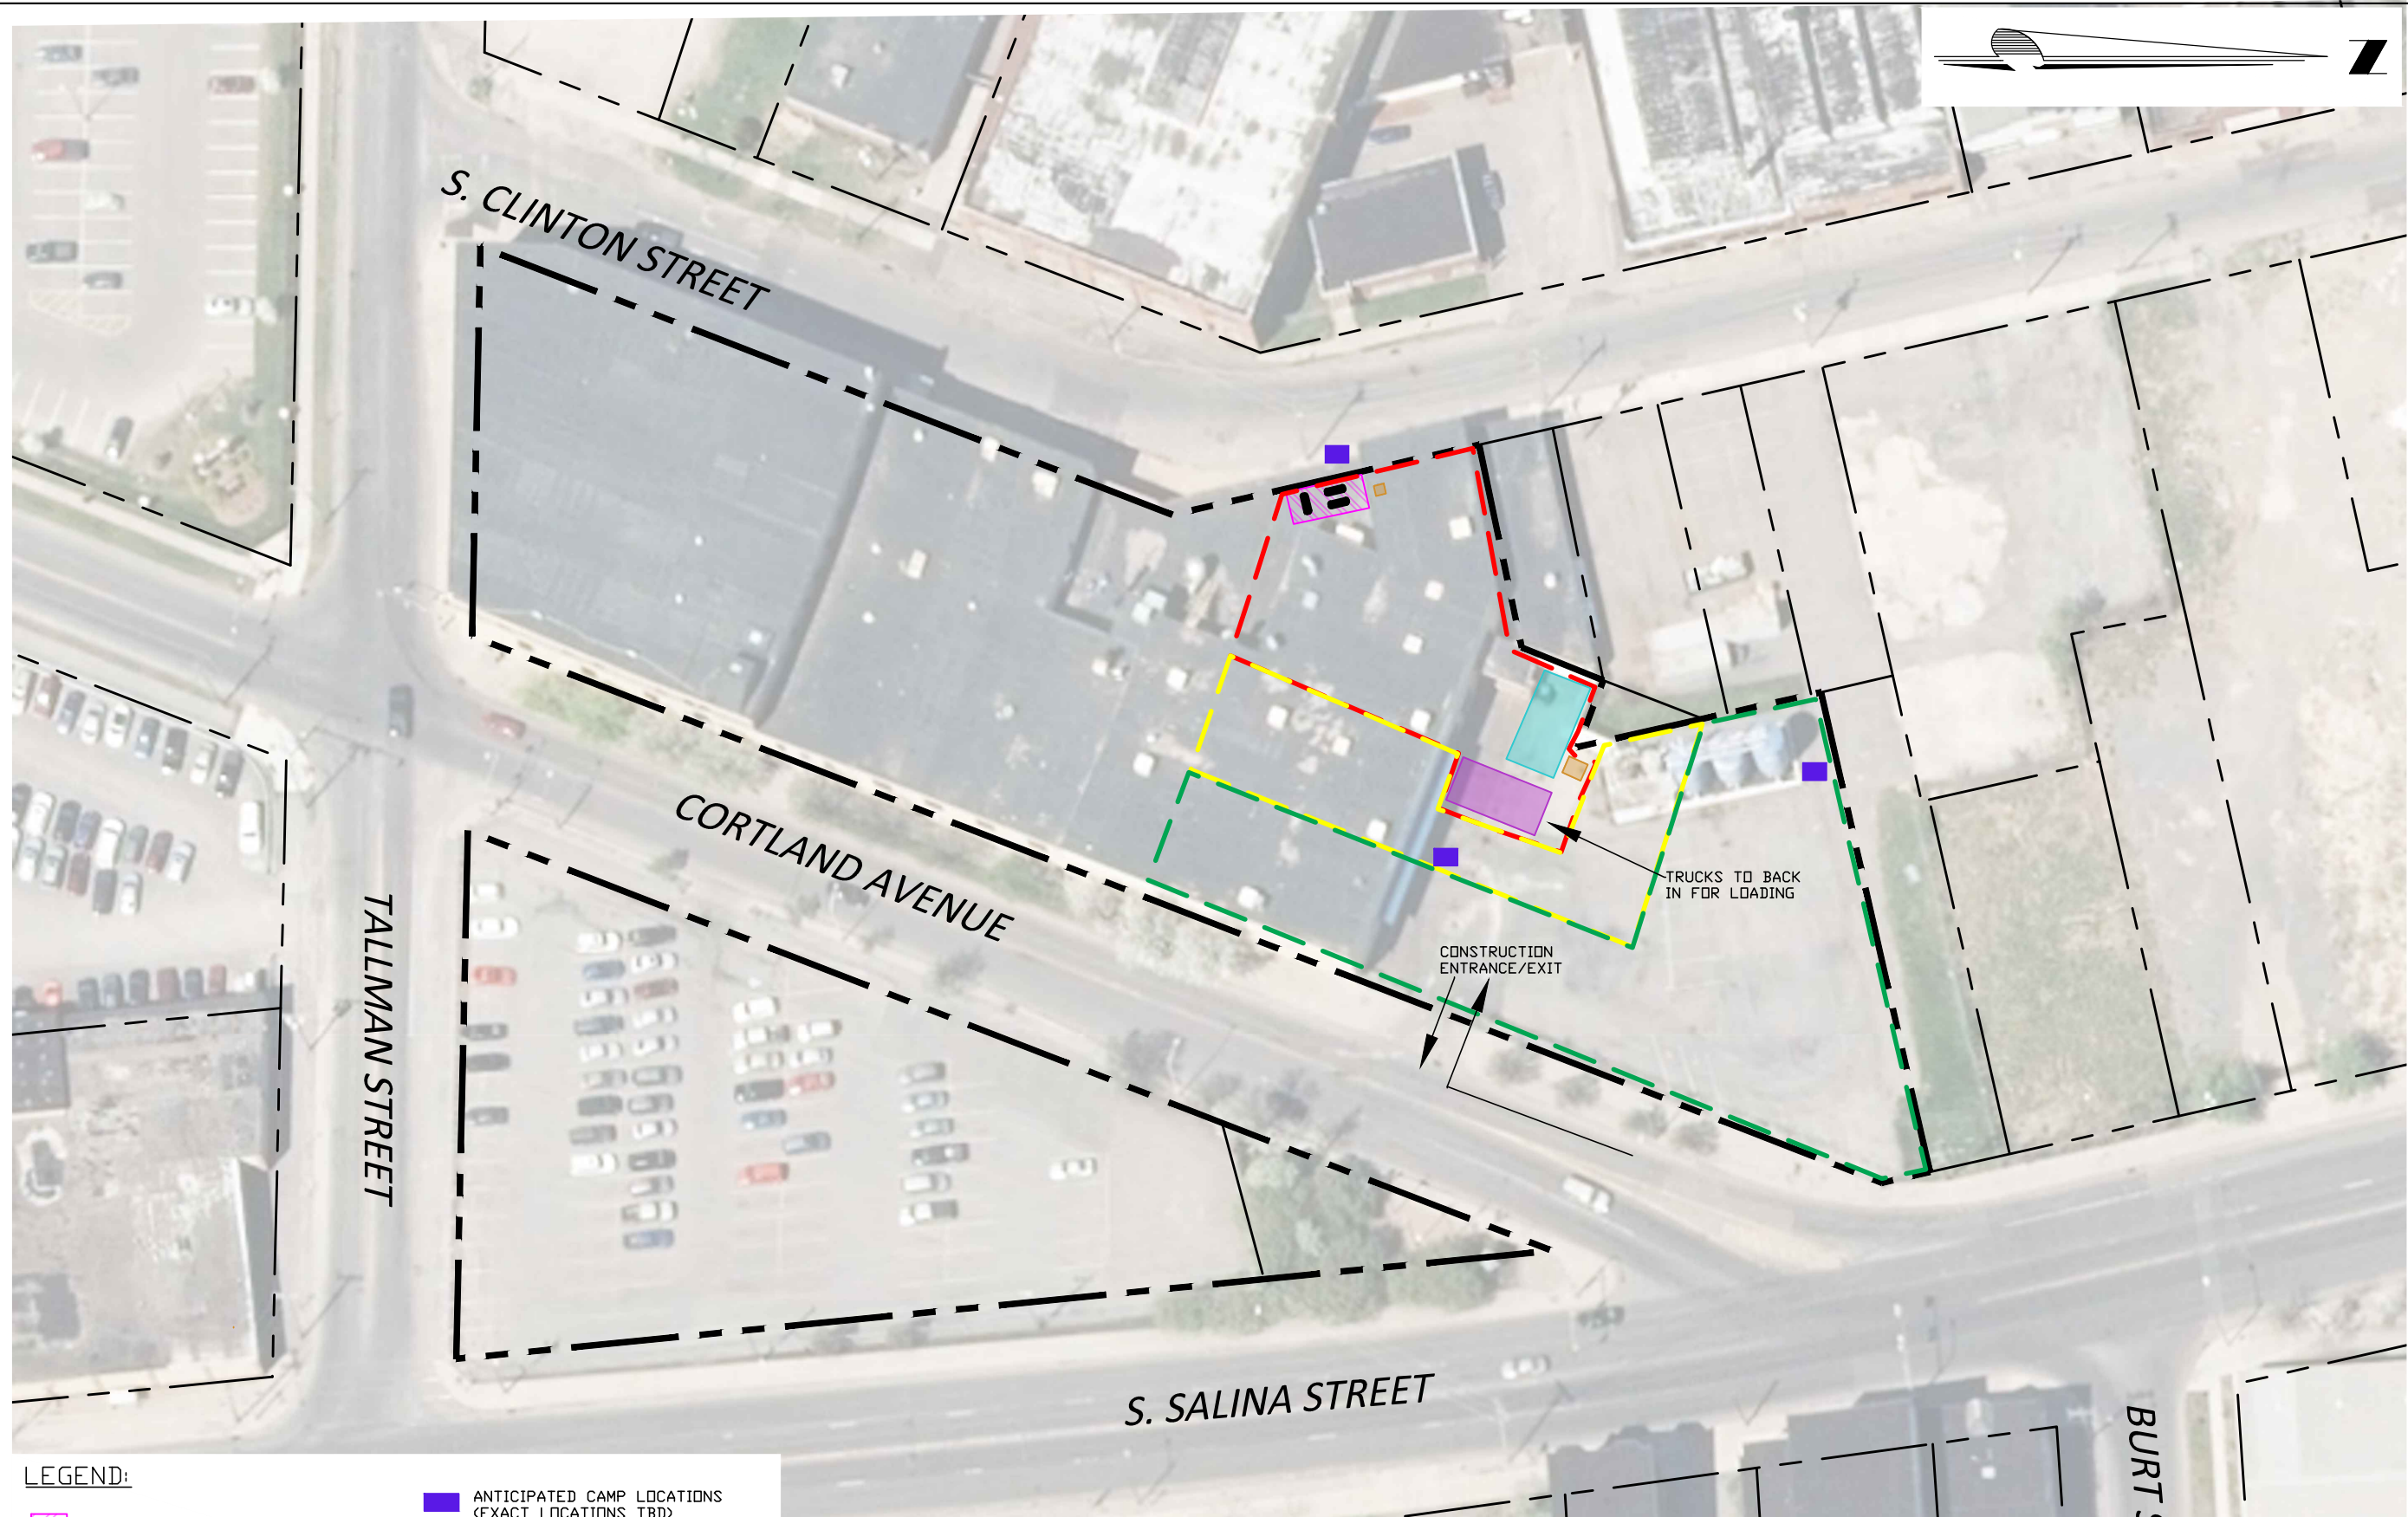 Z
S. CLINTON STREET
CORTLAND AVENUE
TALLMAN STREET
TRUCKS TO BACK
IN FOR LOADING
CONSTRUCTION
ENTRANCE/EXIT
S. SALINA STREET
BURT S
LEGEND:
ANTICIPATED CAMP LOCATIONS
(EXACT LOCATIONS TBD)